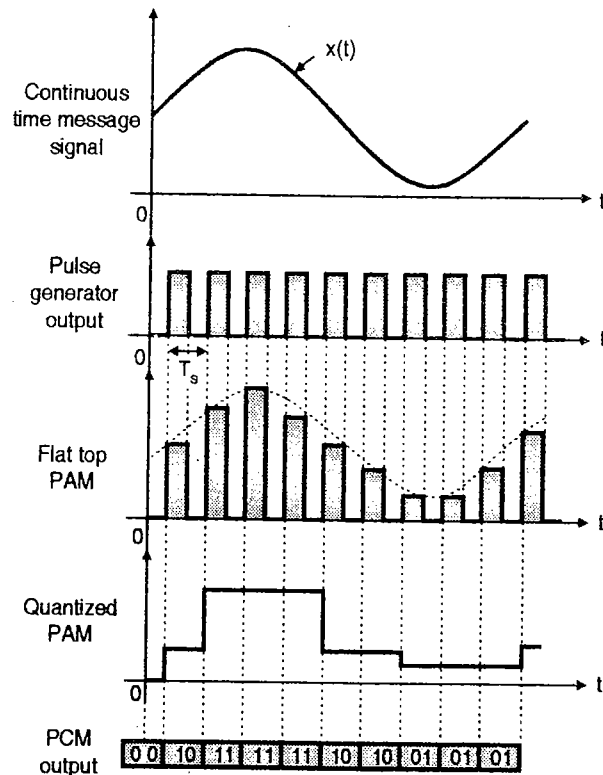 x(t)
Continuous
time message
signal
0
t
Pulse
generator
output
0
t
T_s
Flat top
PAM
0
t
Quantized
PAM
0
t
PCM
output
0 0 10 11 11 11 10 10 01 01 01